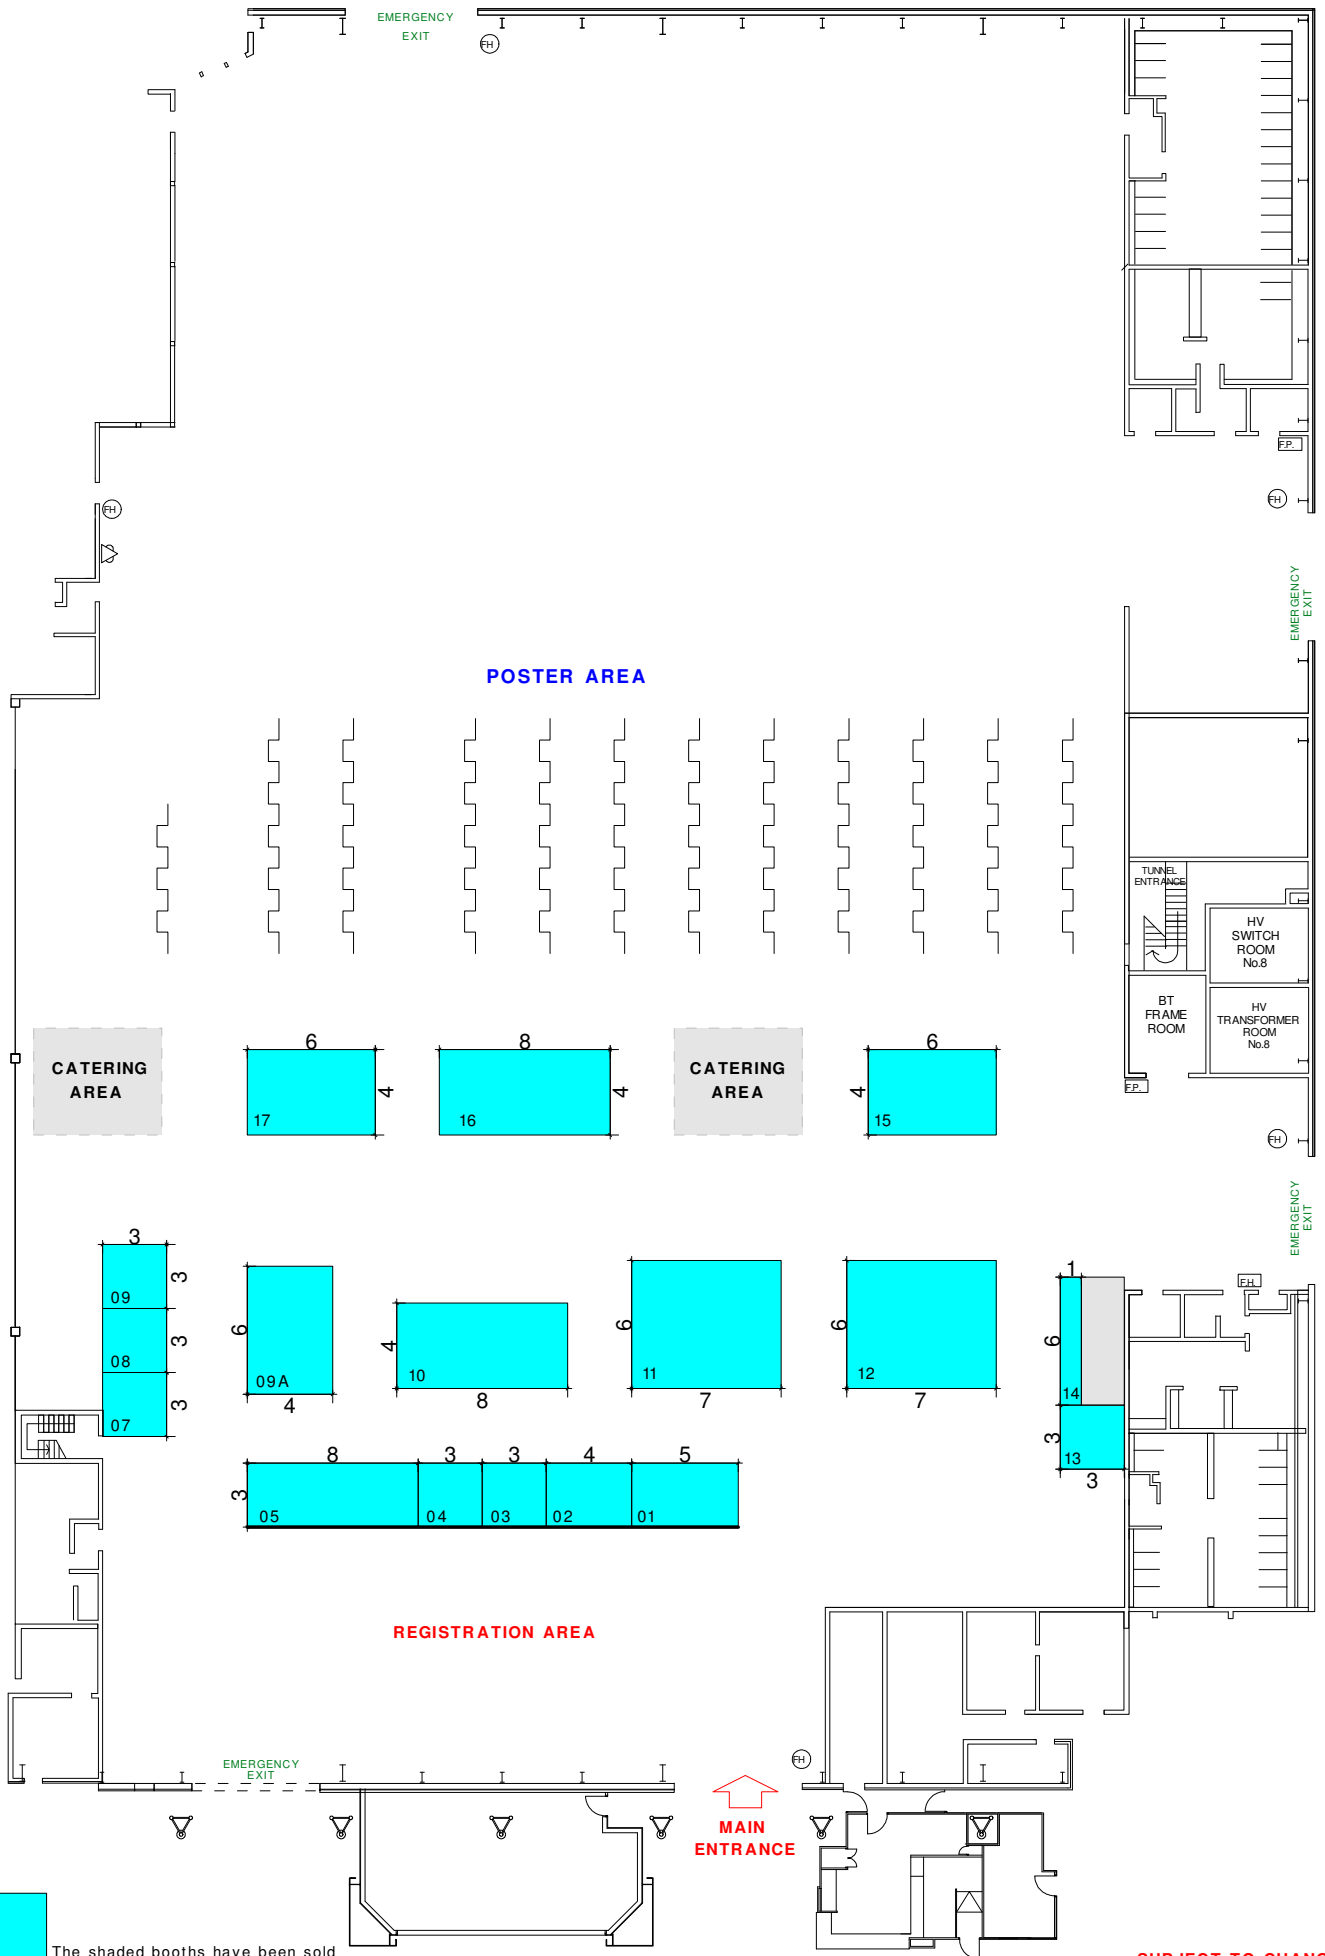 EMERGENCY
EXIT
FH
F.P.
FH
FH
EMERGENCY
EXIT
POSTER AREA
TUNNEL
ENTRANCE
HV
SWITCH
ROOM
No.8
BT
FRAME
ROOM
HV
TRANSFORMER
ROOM
No.8
F.P.
CATERING
AREA
6
4
17
8
4
16
CATERING
AREA
6
4
15
FH
EMERGENCY
EXIT
3
3
09
3
08
3
07
6
09A
4
4
10
8
6
11
7
6
12
7
1
6
14
3
13
3
F.H.
8
3
3
4
5
3
05
04
03
02
01
REGISTRATION AREA
EMERGENCY
EXIT
FH
MAIN
ENTRANCE
The shaded booths have been sold